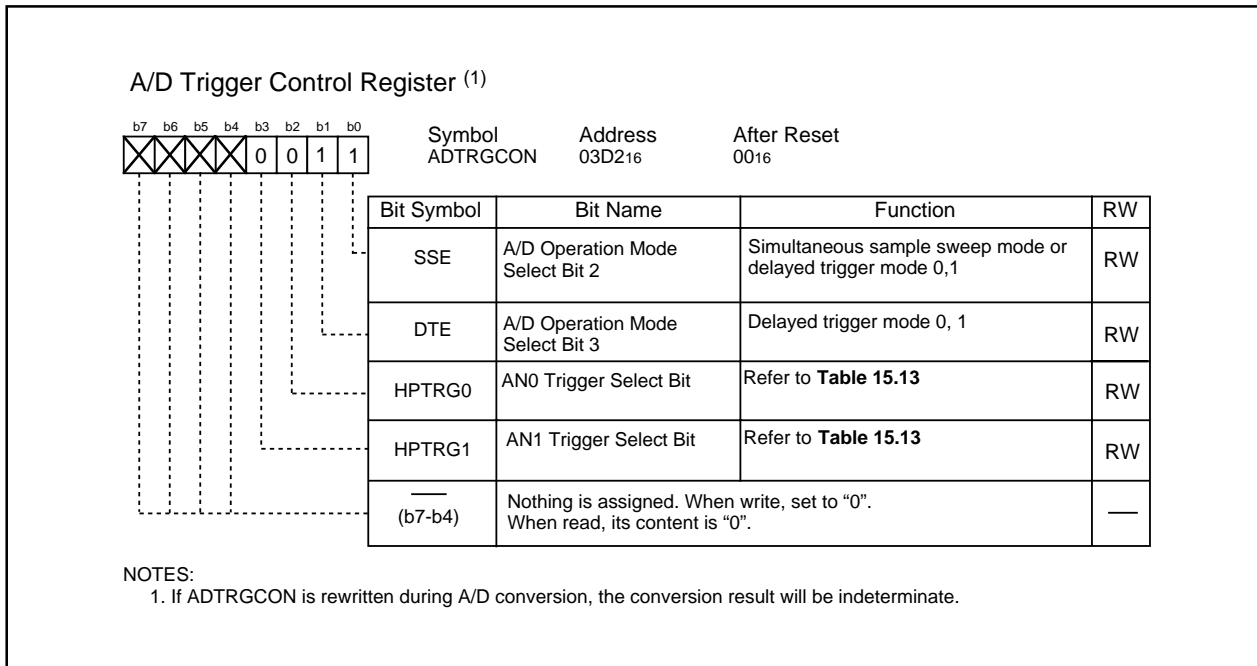 A/D Trigger Control Register (1)
b7 b6 b5 b4 b3 b2 b1 b0
0 0 1 1
Symbol Address After Reset
ADTRGCON 03D216 0016
Bit Symbol Bit Name Function RW
SSE A/D Operation Mode Select Bit 2 Simultaneous sample sweep mode or delayed trigger mode 0,1 RW
DTE A/D Operation Mode Select Bit 3 Delayed trigger mode 0, 1 RW
HPTRG0 AN0 Trigger Select Bit Refer to Table 15.13 RW
HPTRG1 AN1 Trigger Select Bit Refer to Table 15.13 RW
(b7-b4) Nothing is assigned. When write, set to “0”.
When read, its content is “0”.
NOTES:
1. If ADTRGCON is rewritten during A/D conversion, the conversion result will be indeterminate.